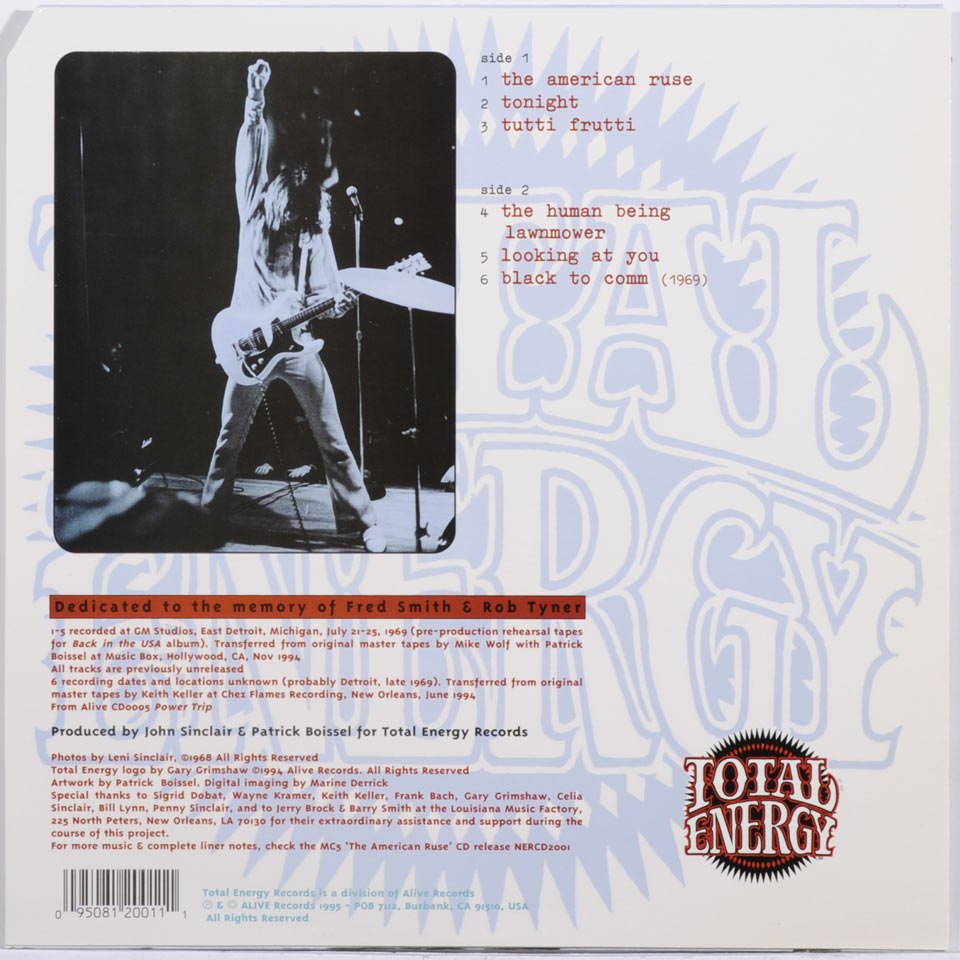 side 1
1 the american ruse
2 tonight
3 tutti frutti
side 2
4 the human being
lawnmower
5 looking at you
6 black to comm (1969)
Dedicated to the memory of Fred Smith & Rob Tyner
1-5 recorded at GM Studios, East Detroit, Michigan, July 21-25, 1969 (pre-production rehearsal tapes
for Back in the USA album). Transferred from original master tapes by Mike Wolf with Patrick
Boissel at Music Box, Hollywood, CA, Nov 1994
All tracks are previously unreleased
6 recording dates and locations unknown (probably Detroit, late 1969). Transferred from original
master tapes by Keith Keller at Chez Flames Recording, New Orleans, June 1994
From Alive CD0005 Power Trip
Produced by John Sinclair & Patrick Boissel for Total Energy Records
Photos by Leni Sinclair, ©1968 All Rights Reserved
Total Energy logo by Gary Grimshaw ©1994 Alive Records. All Rights Reserved
Artwork by Patrick Boissel. Digital imaging by Marine Derrick
Special thanks to Sigrid Dobat, Wayne Kramer, Keith Keller, Frank Bach, Gary Grimshaw, Celia
Sinclair, Bill Lynn, Penny Sinclair, and to Jerry Brock & Barry Smith at the Louisiana Music Factory,
225 North Peters, New Orleans, LA 70130 for their extraordinary assistance and support during the
course of this project.
For more music & complete liner notes, check the MC5 'The American Ruse' CD release NERCD2001
TOTAL
ENERGY
TOTAL
ENERGY
0 95081 20011 1
Total Energy Records is a division of Alive Records
℗ & © ALIVE Records 1995 - POB 7112, Burbank, CA 91510, USA
All Rights Reserved